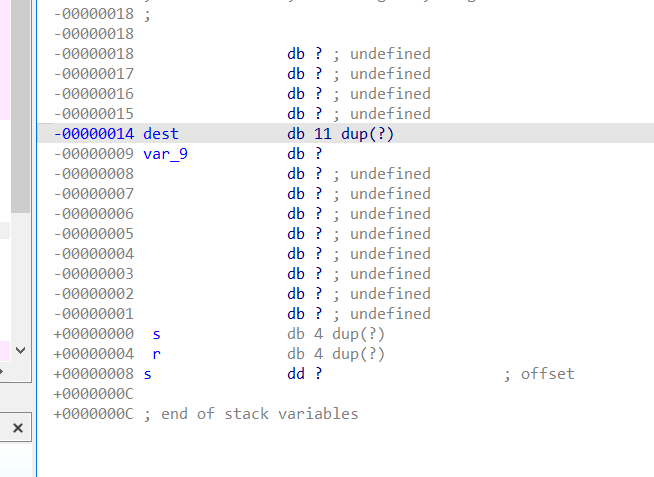 -00000018 ;
-00000018
-00000018 db ? ; undefined
-00000017 db ? ; undefined
-00000016 db ? ; undefined
-00000015 db ? ; undefined
-00000014 dest db 11 dup(?)
-00000009 var_9 db ?
-00000008 db ? ; undefined
-00000007 db ? ; undefined
-00000006 db ? ; undefined
-00000005 db ? ; undefined
-00000004 db ? ; undefined
-00000003 db ? ; undefined
-00000002 db ? ; undefined
-00000001 db ? ; undefined
+00000000 s db 4 dup(?)
+00000004 r db 4 dup(?)
+00000008 s dd ? ; offset
+0000000C
+0000000C ; end of stack variables